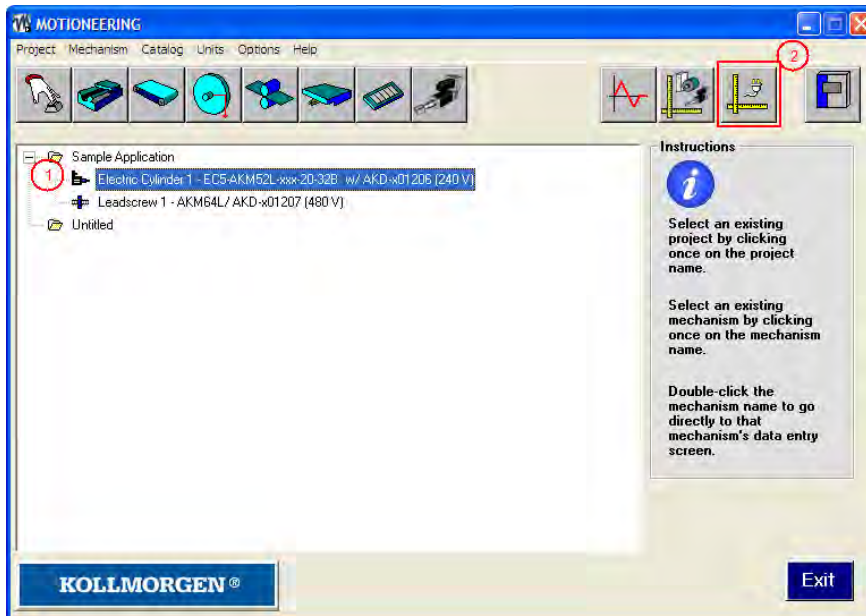 MOTIONEERING
Project Mechanism Catalog Units Options Help
2
Sample Application
1
Electric Cylinder 1 - EC5-AKM52L-xxx-20-32B w/ AKD-x01206 (240 V)
Leadscrew 1 - AKM64L/ AKD-x01207 (480 V)
Untitled
Instructions
i
Select an existing
project by clicking
once on the project
name.
Select an existing
mechanism by clicking
once on the mechanism
name.
Double-click the
mechanism name to go
directly to that
mechanism's data entry
screen.
KOLLMORGEN ®
Exit